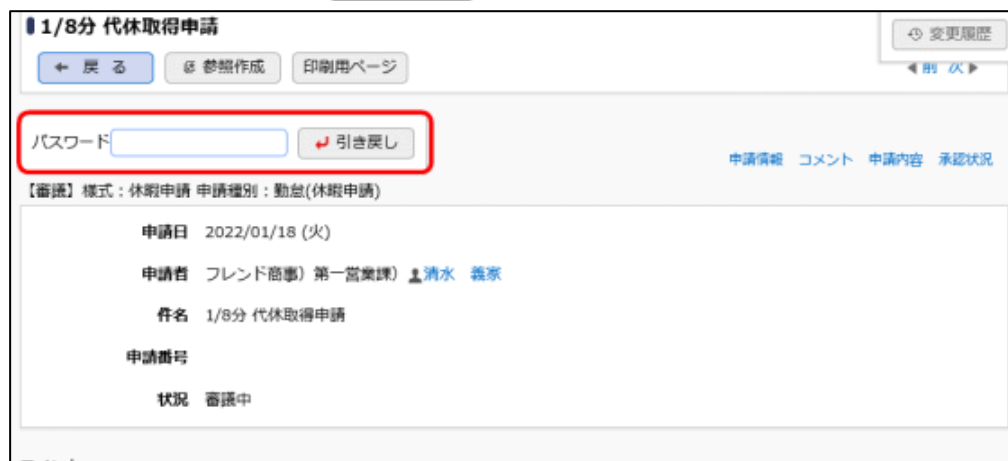 1/8分 代休取得申請
変更履歴
戻る 参照作成 印刷用ページ
前 次
パスワード 引き戻し
申請情報 コメント 申請内容 承認状況
【審議】様式：休暇申請 申請種別：勤怠(休暇申請)
申請日 2022/01/18 (火)
申請者 フレンド商事）第一営業課）清水 義家
件名 1/8分 代休取得申請
申請番号
状況 審議中